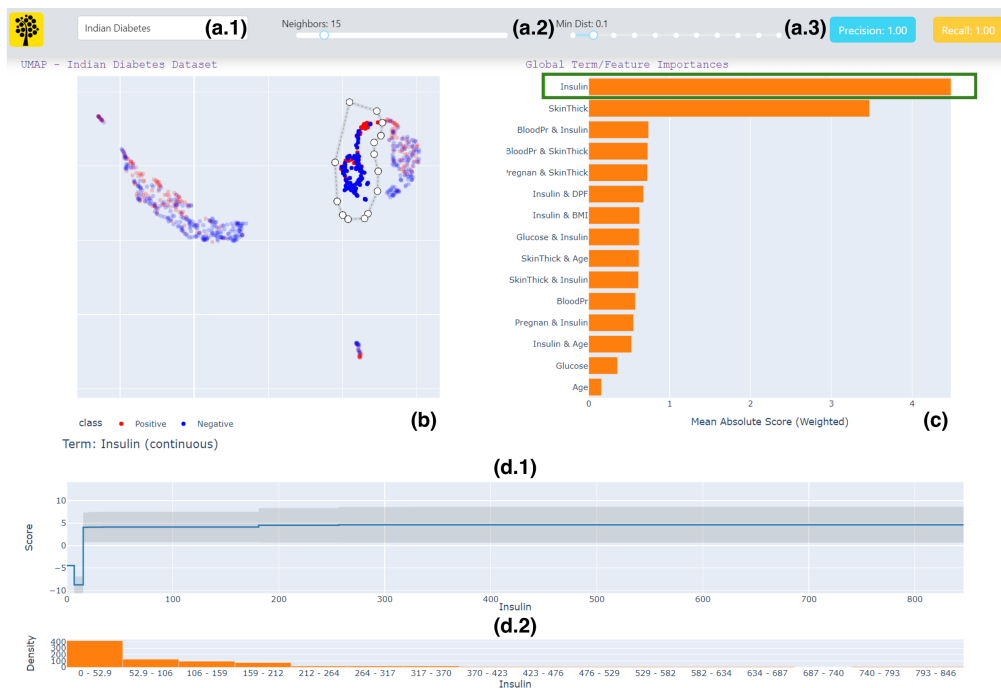 Indian Diabetes
(a.1)
Neighbors: 15
(a.2)
Min Dist: 0.1
(a.3)
Precision: 1.00
Recall: 1.00
UMAP - Indian Diabetes Dataset
Global Term/Feature Importances
Insulin
SkinThick
BloodPr & Insulin
BloodPr & SkinThick
Pregnan & SkinThick
Insulin & DPF
Insulin & BMI
Glucose & Insulin
SkinThick & Age
SkinThick & Insulin
BloodPr
Pregnan & Insulin
Insulin & Age
Glucose
Age
0 1 2 3 4
Mean Absolute Score (Weighted)
(c)
class Positive Negative
(b)
Term: Insulin (continuous)
(d.1)
10
5
0
−5
−10
Score
0 100 200 300 400 500 600 700 800
Insulin
(d.2)
400
300
200
100
0
Density
0 - 52.9 52.9 - 106 106 - 159 159 - 212 212 - 264 264 - 317 317 - 370 370 - 423 423 - 476 476 - 529 529 - 582 582 - 634 634 - 687 687 - 740 740 - 793 793 - 846
Insulin